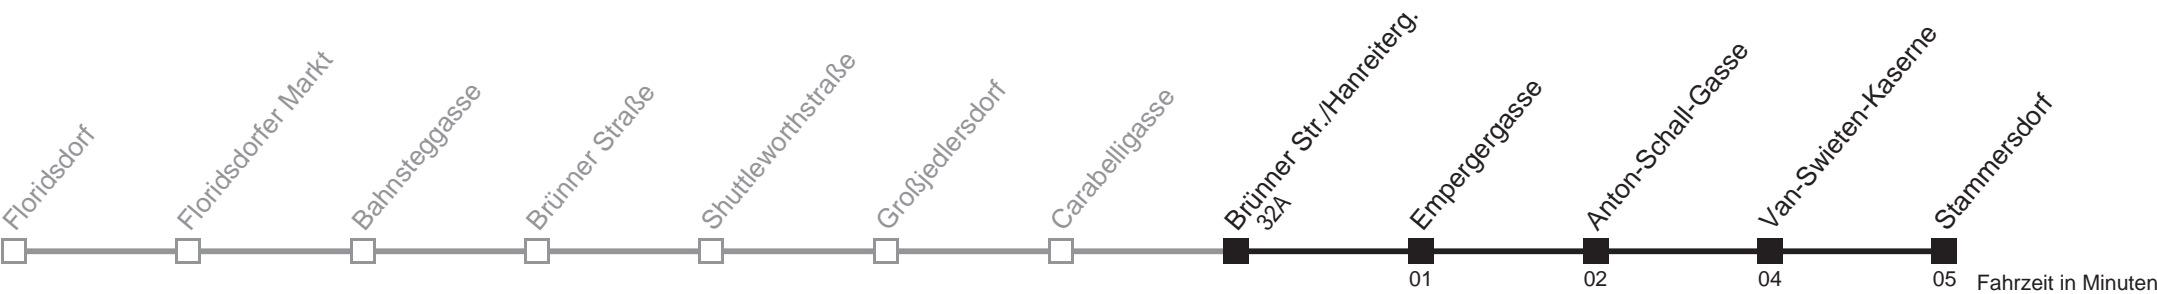 Floridsdorf
Floridsdorfer Markt
Bahnsteggasse
Brünner Straße
Shuttleworthstraße
Großjedlersdorf
Carabelligasse
Brünner Str./Hanreiterg.
32A
Empergergasse
Anton-Schall-Gasse
Van-Swieten-Kaserne
Stammersdorf
01
02
04
05
Fahrzeit in Minuten